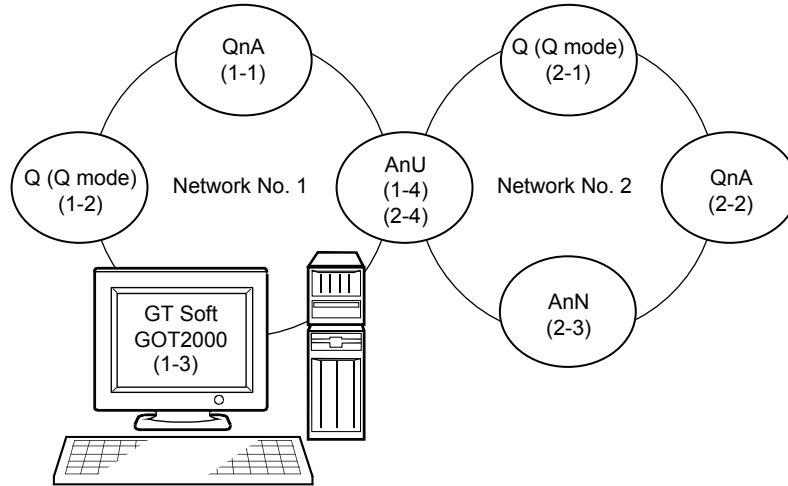 QnA
(1-1)
Q (Q mode)
(2-1)
Q (Q mode)
(1-2)
Network No. 1
AnU
(1-4)
(2-4)
Network No. 2
QnA
(2-2)
GT Soft
GOT2000
(1-3)
AnN
(2-3)